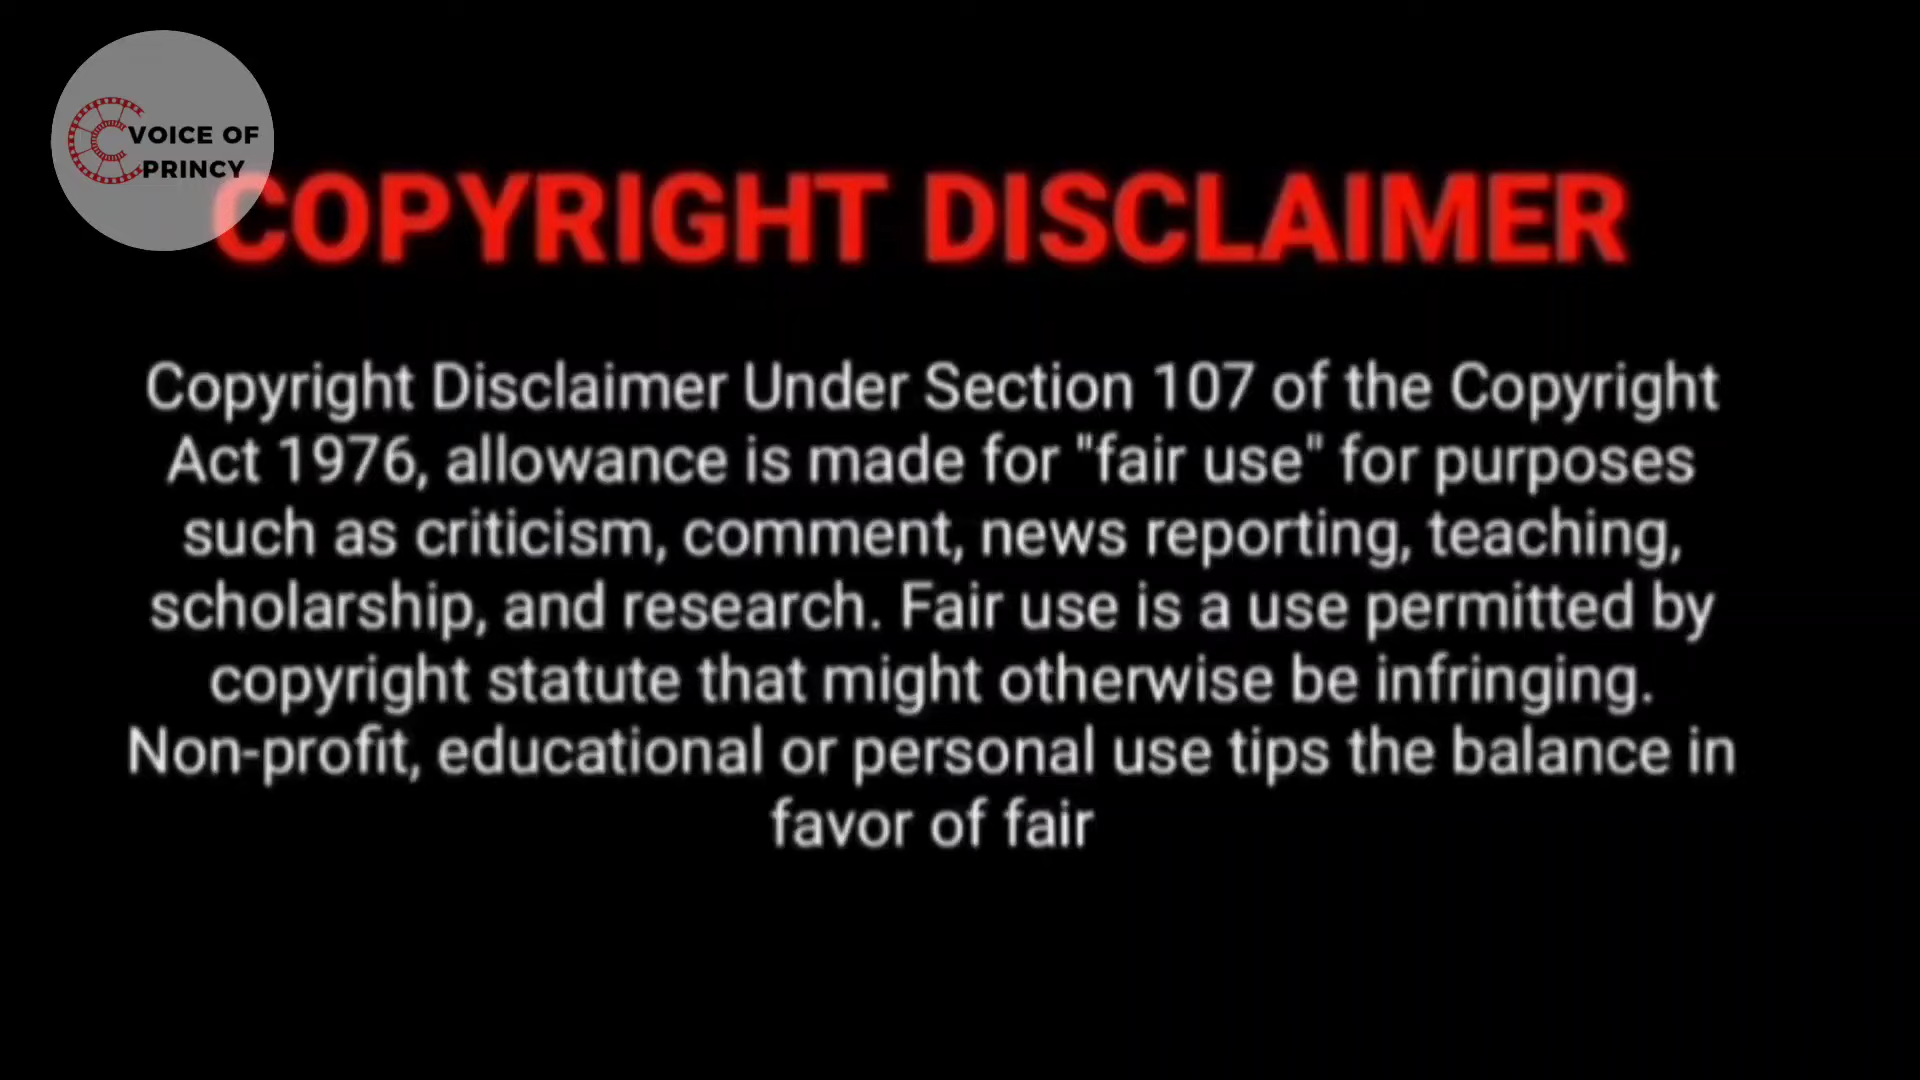 VOICE OF
PRINCY
COPYRIGHT DISCLAIMER
Copyright Disclaimer Under Section 107 of the Copyright
Act 1976, allowance is made for "fair use" for purposes
such as criticism, comment, news reporting, teaching,
scholarship, and research. Fair use is a use permitted by
copyright statute that might otherwise be infringing.
Non-profit, educational or personal use tips the balance in
favor of fair